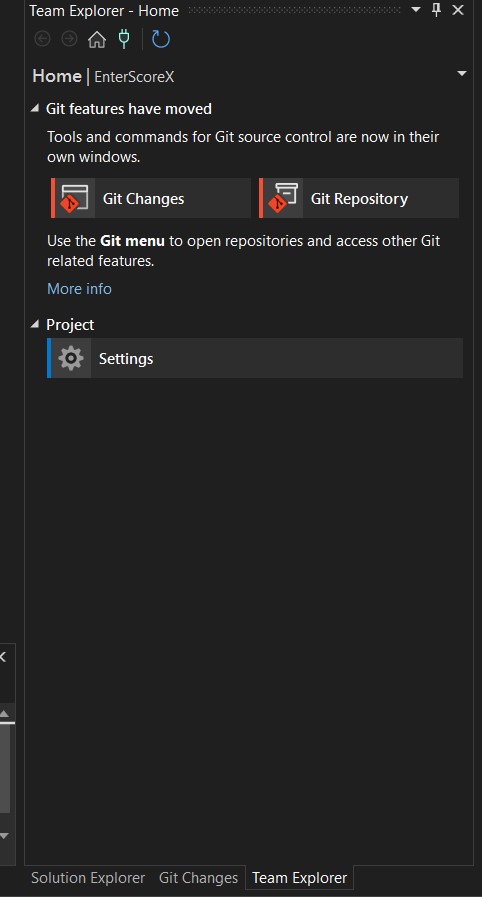 Team Explorer - Home
Home | EnterScoreX
Git features have moved
Tools and commands for Git source control are now in their
own windows.
Git Changes
Git Repository
Use the Git menu to open repositories and access other Git
related features.
More info
Project
Settings
Solution Explorer Git Changes Team Explorer